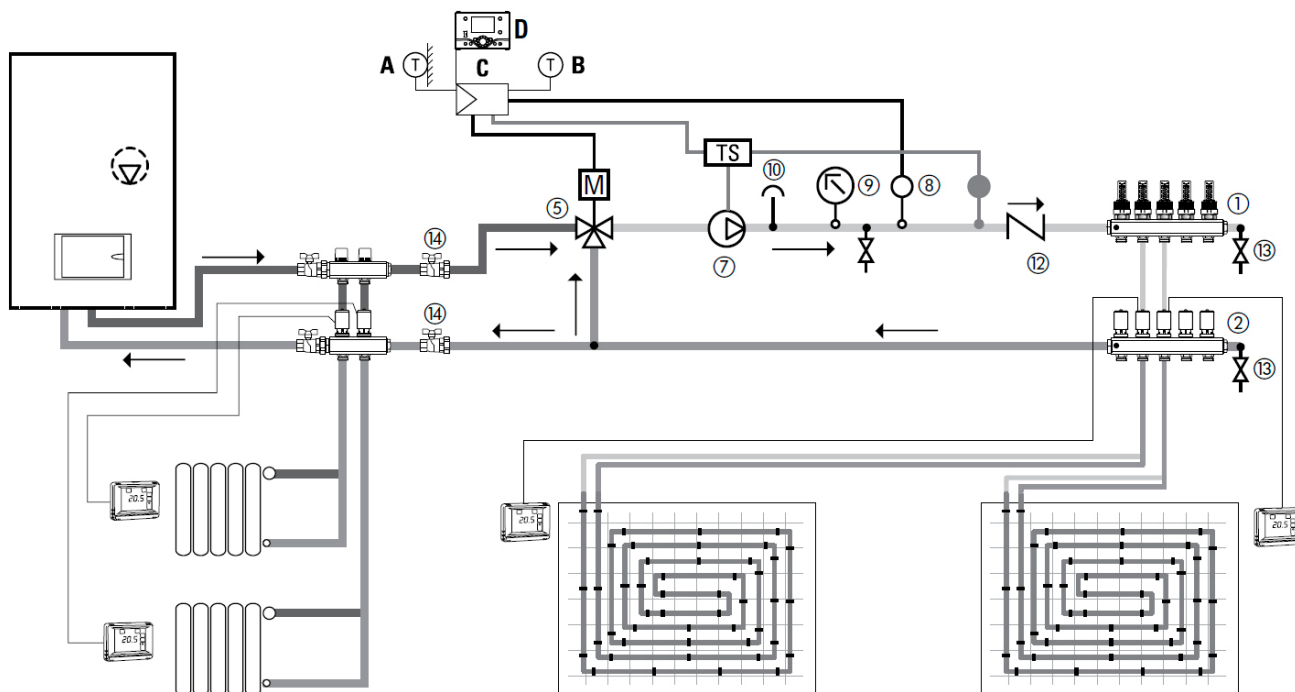 D
A T C T B
TS
⑩
M ⑨ ⑧
⑤ ①
⑭
⑦ ⑫ ⑬
⑭ ②
⑬
20.5
20.5
20.5
20.5